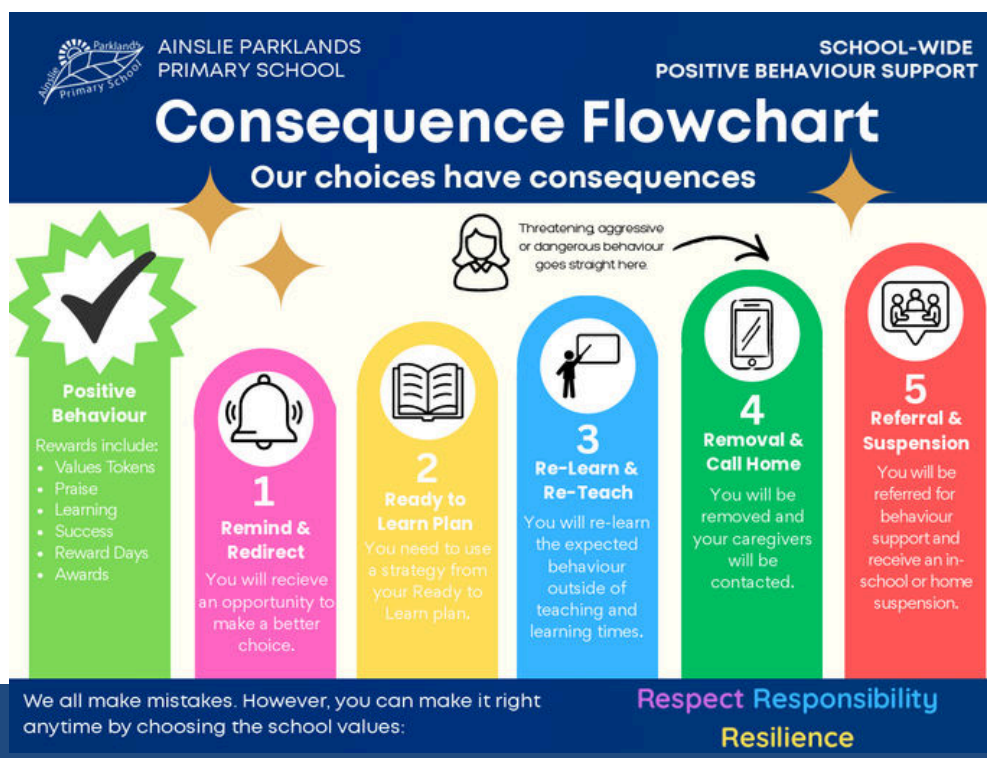 Ainslie Parklands Primary School
AINSLIE PARKLANDS
PRIMARY SCHOOL
SCHOOL-WIDE
POSITIVE BEHAVIOUR SUPPORT
Consequence Flowchart
Our choices have consequences
Threatening, aggressive
or dangerous behaviour
goes straight here.
Positive
Behaviour
Rewards include:
• Values Tokens
• Praise
• Learning
• Success
• Reward Days
• Awards
1
Remind &
Redirect
You will recieve
an opportunity to
make a better
choice.
2
Ready to
Learn Plan
You need to use
a strategy from
your Ready to
Learn plan.
3
Re-Learn &
Re-Teach
You will re-learn
the expected
behaviour
outside of
teaching and
learning times.
4
Removal &
Call Home
You will be
removed and
your caregivers
will be
contacted.
5
Referral &
Suspension
You will be
referred for
behaviour
support and
receive an in-
school or home
suspension.
We all make mistakes. However, you can make it right
anytime by choosing the school values:
Respect Responsibility
Resilience